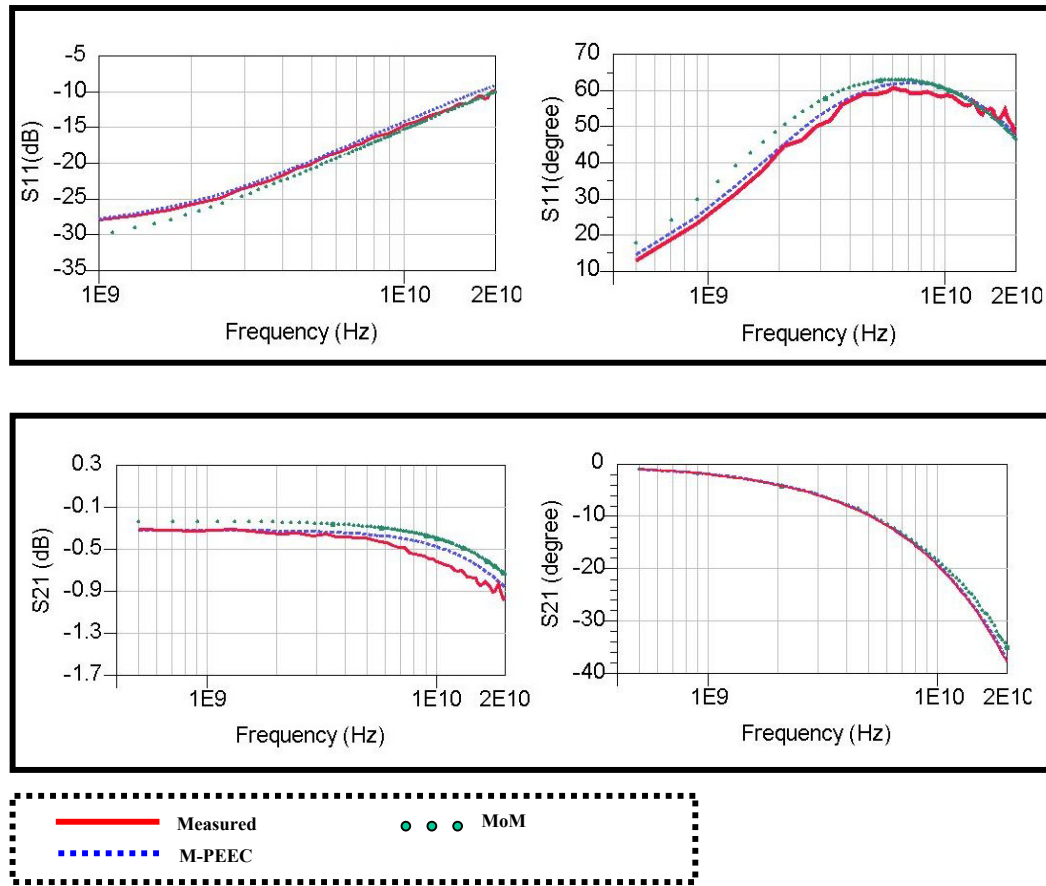 -5
-10
-15
-20
-25
-30
-35
S11(dB)
1E9
1E10
2E10
Frequency (Hz)
70
60
50
40
30
20
10
S11(degree)
1E9
1E10
2E10
Frequency (Hz)
0.3
-0.1
-0.5
-0.9
-1.3
-1.7
S21 (dB)
1E9
1E10
2E10
Frequency (Hz)
0
-10
-20
-30
-40
S21 (degree)
1E9
1E10
2E10
Frequency (Hz)
Measured
MoM
M-PEEC